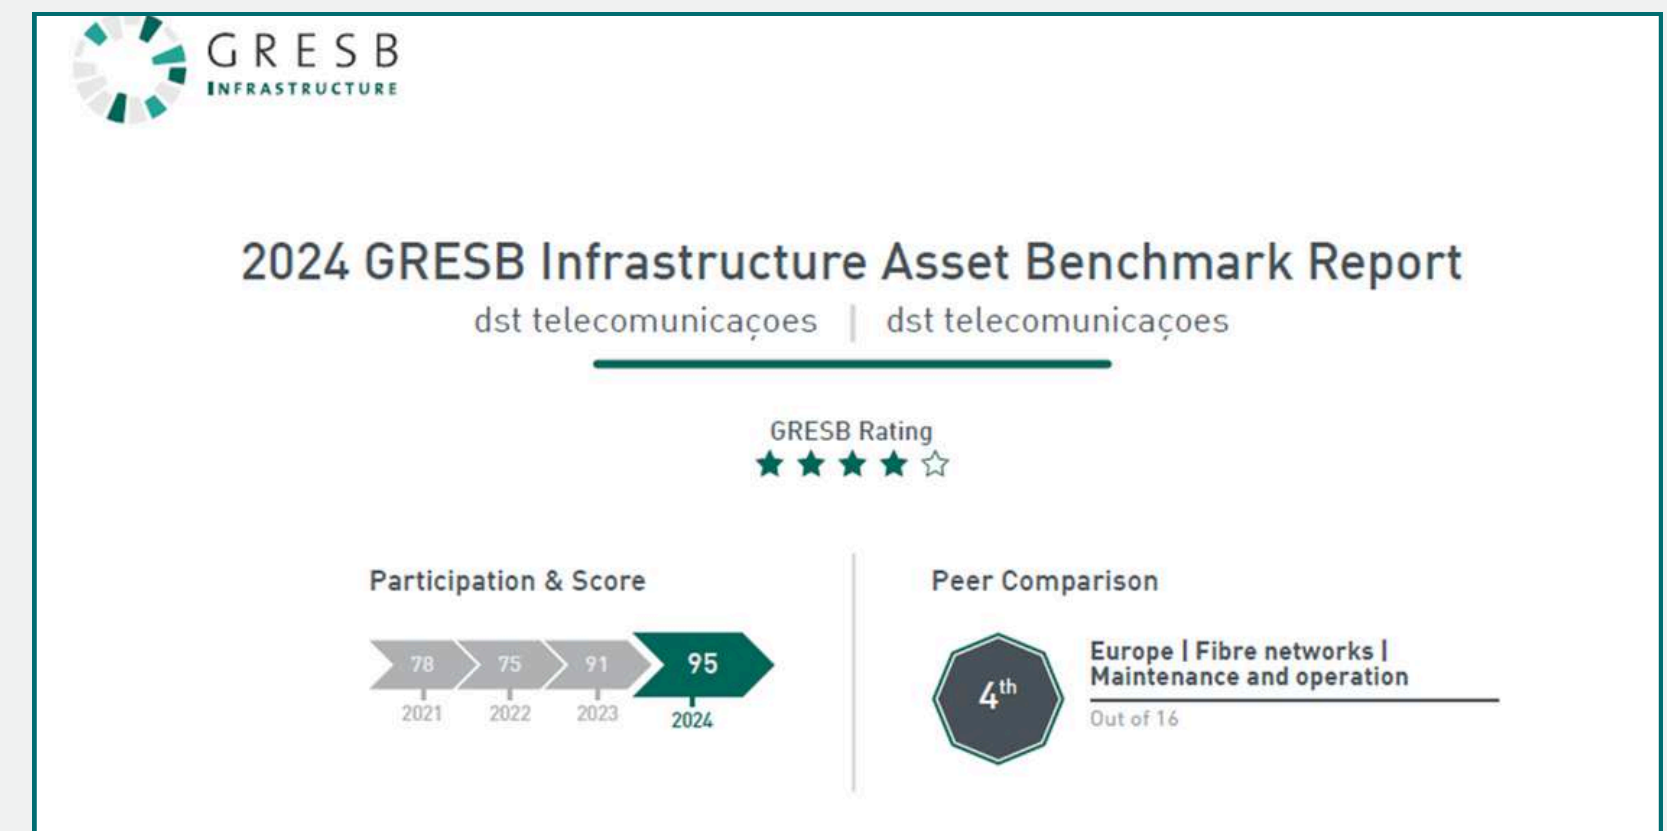 GRESB
INFRASTRUCTURE
2024 GRESB Infrastructure Asset Benchmark Report
dst telecomunicaçoes | dst telecomunicaçoes
GRESB Rating
Participation & Score
78 75 91 95
2021 2022 2023 2024
Peer Comparison
4th
Europe | Fibre networks |
Maintenance and operation
Out of 16